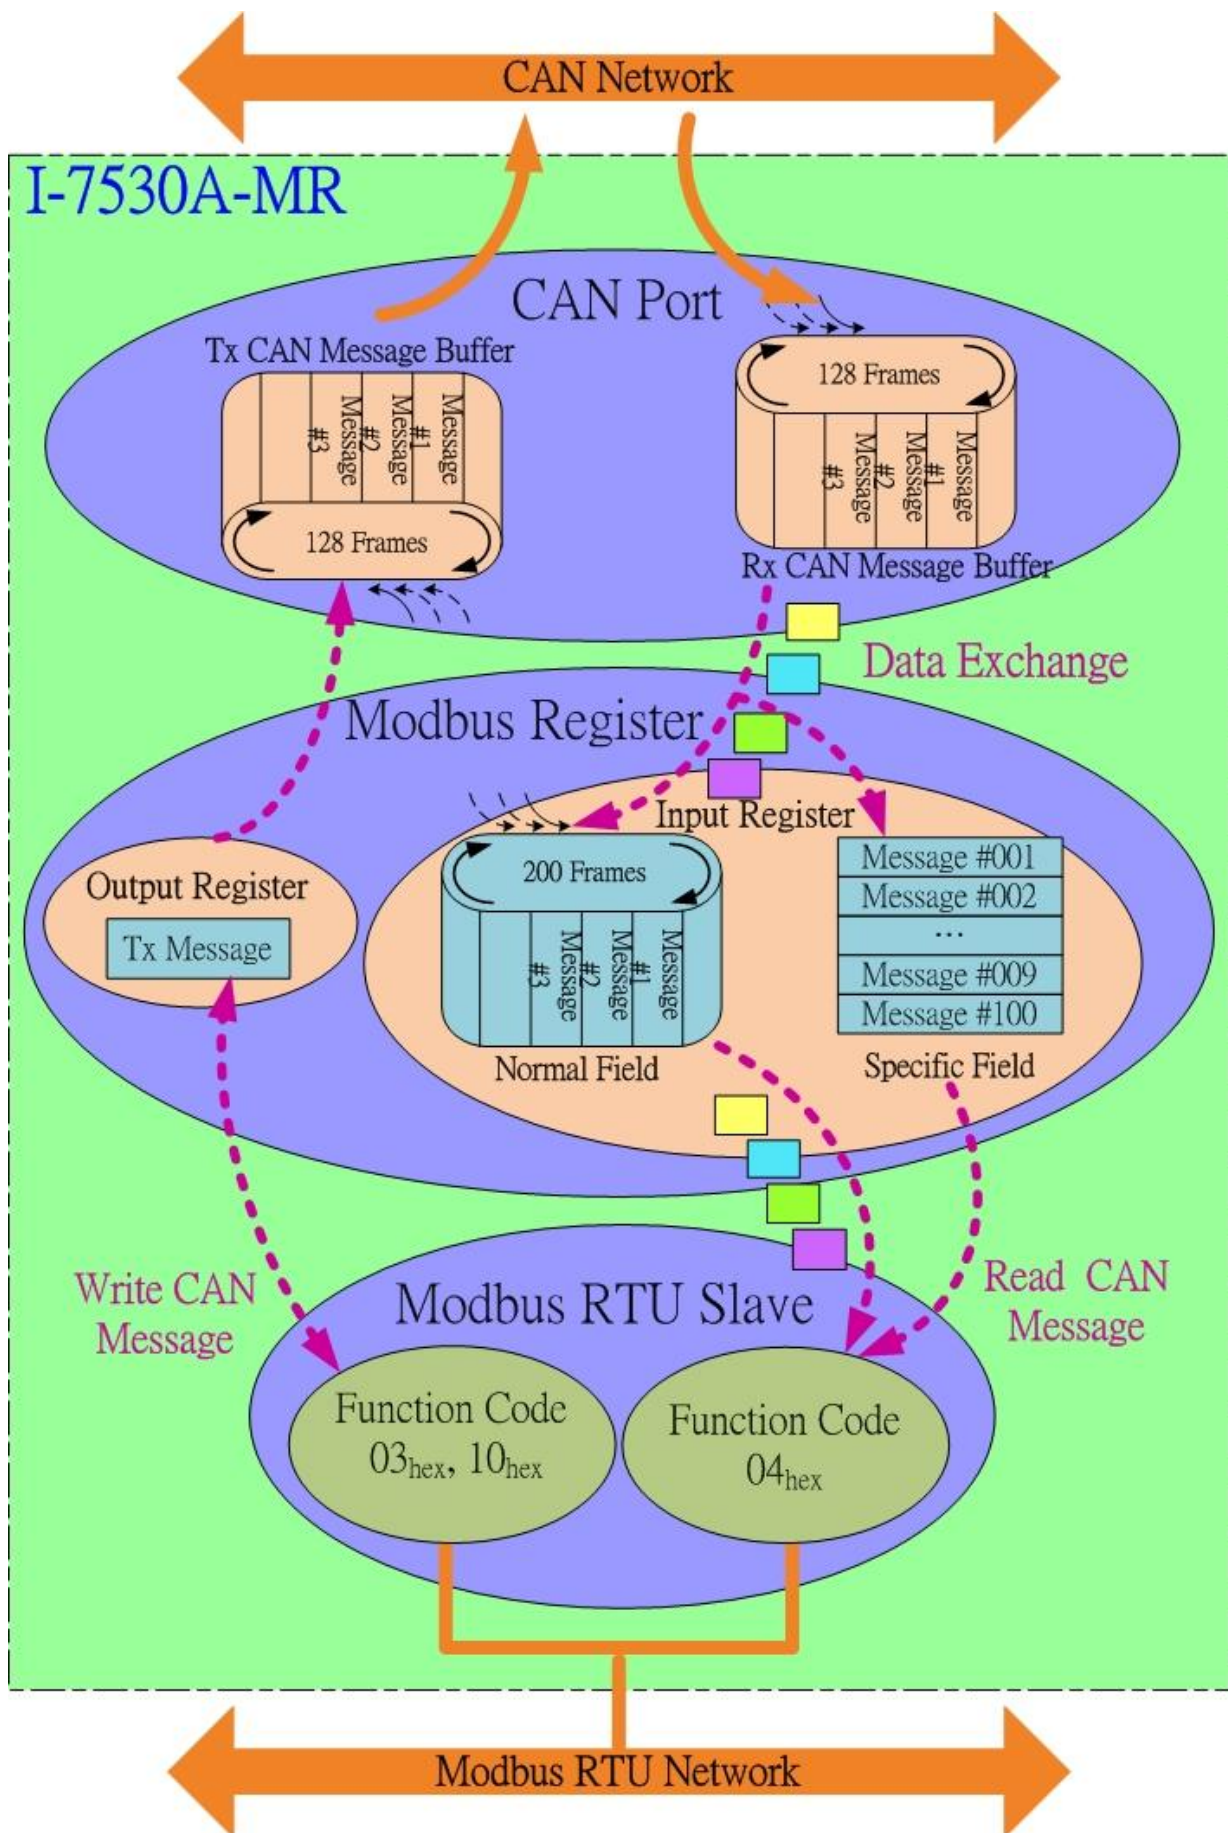 CAN Network
I-7530A-MR
CAN Port
Tx CAN Message Buffer
Message
#1
Message
#2
Message
#3
128 Frames
128 Frames
Message
#1
Message
#2
Message
#3
Rx CAN Message Buffer
Data Exchange
Modbus Register
Output Register
Tx Message
Input Register
200 Frames
Message
#1
Message
#2
Message
#3
Normal Field
Message #001
Message #002
...
Message #009
Message #100
Specific Field
Write CAN
Message
Read CAN
Message
Modbus RTU Slave
Function Code
03hex, 10hex
Function Code
04hex
Modbus RTU Network